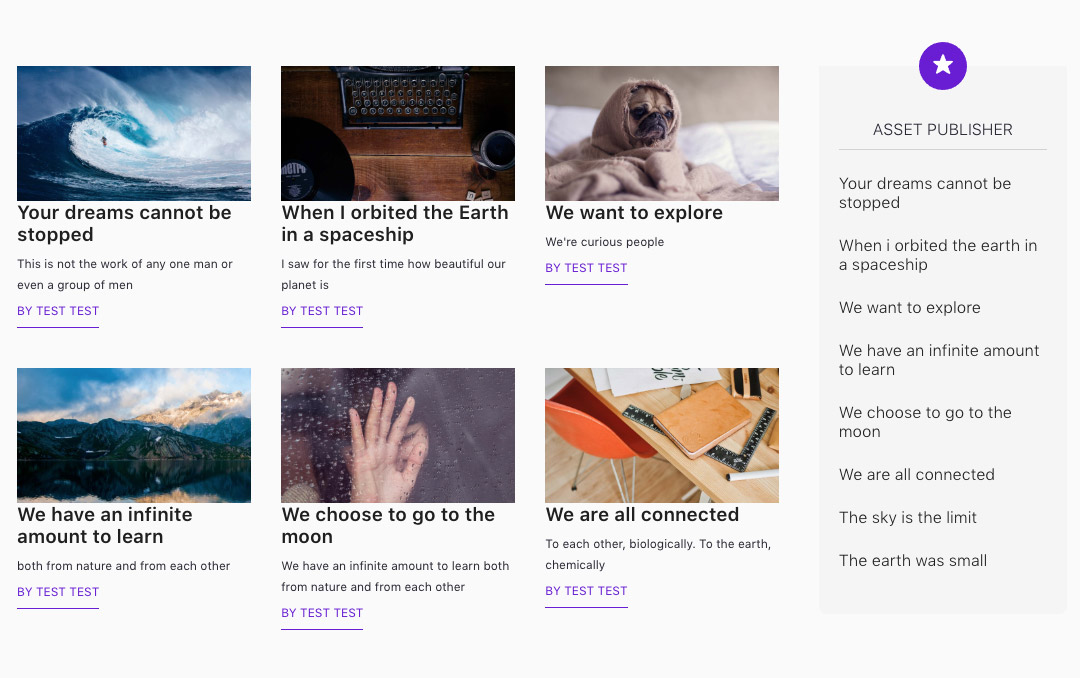 Your dreams cannot be
stopped
This is not the work of any one man or
even a group of men
BY TEST TEST
When I orbited the Earth
in a spaceship
I saw for the first time how beautiful our
planet is
BY TEST TEST
We want to explore
We're curious people
BY TEST TEST
We have an infinite
amount to learn
both from nature and from each other
BY TEST TEST
We choose to go to the
moon
We have an infinite amount to learn both
from nature and from each other
BY TEST TEST
We are all connected
To each other, biologically. To the earth,
chemically
BY TEST TEST
ASSET PUBLISHER
Your dreams cannot be
stopped
When i orbited the earth in
a spaceship
We want to explore
We have an infinite amount
to learn
We choose to go to the
moon
We are all connected
The sky is the limit
The earth was small